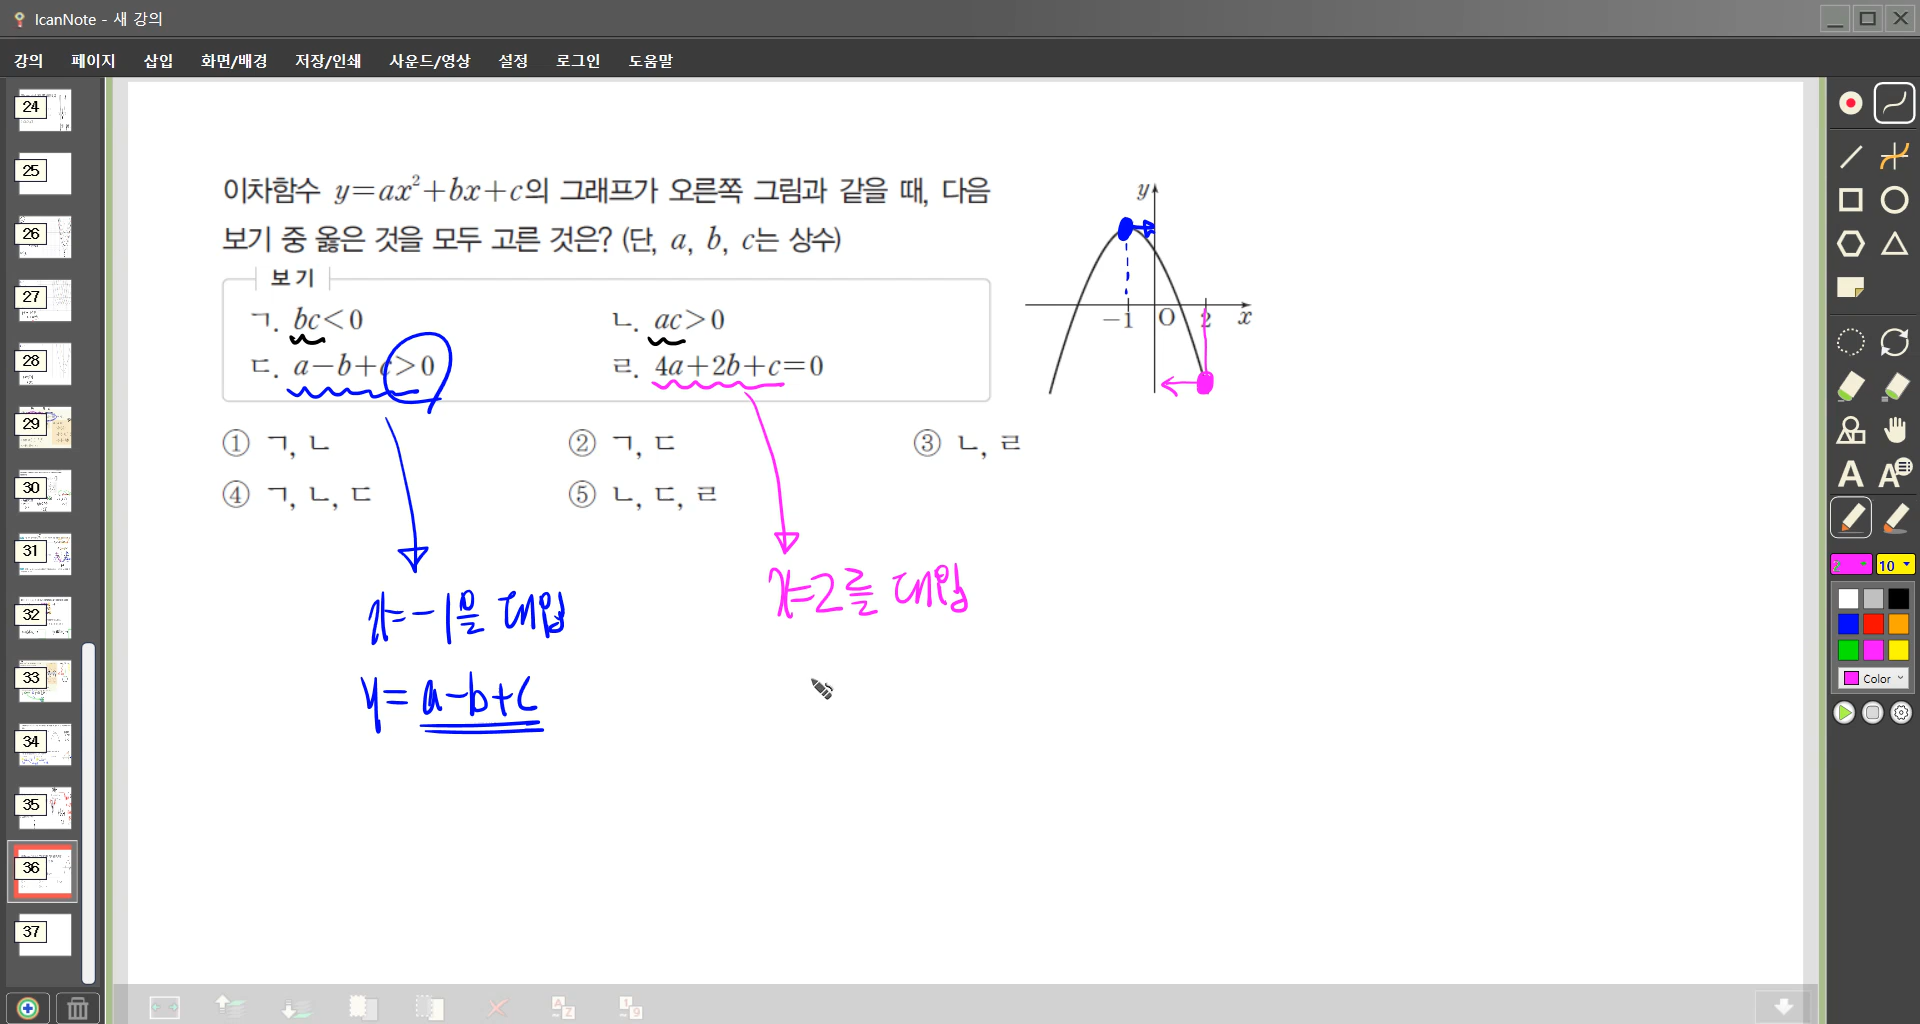 IcanNote - 새 강의
강의 페이지 삽입 화면/배경 저장/인쇄 사운드/영상 설정 로그인 도움말
24
25
26
27
28
29
30
31
32
33
34
35
36
37
이차함수 y=ax²+bx+c의 그래프가 오른쪽 그림과 같을 때, 다음
보기 중 옳은 것을 모두 고른 것은? (단, a, b, c는 상수)
보기
ㄱ. bc<0 ㄴ. ac>0
ㄷ. a-b+c>0 ㄹ. 4a+2b+c=0
① ㄱ, ㄴ ② ㄱ, ㄷ ③ ㄴ, ㄹ
④ ㄱ, ㄴ, ㄷ ⑤ ㄴ, ㄷ, ㄹ
y
-1 O 2 x
x=-1을 대입
y=a-b+c
x=2를 대입
A A
2 10
Color